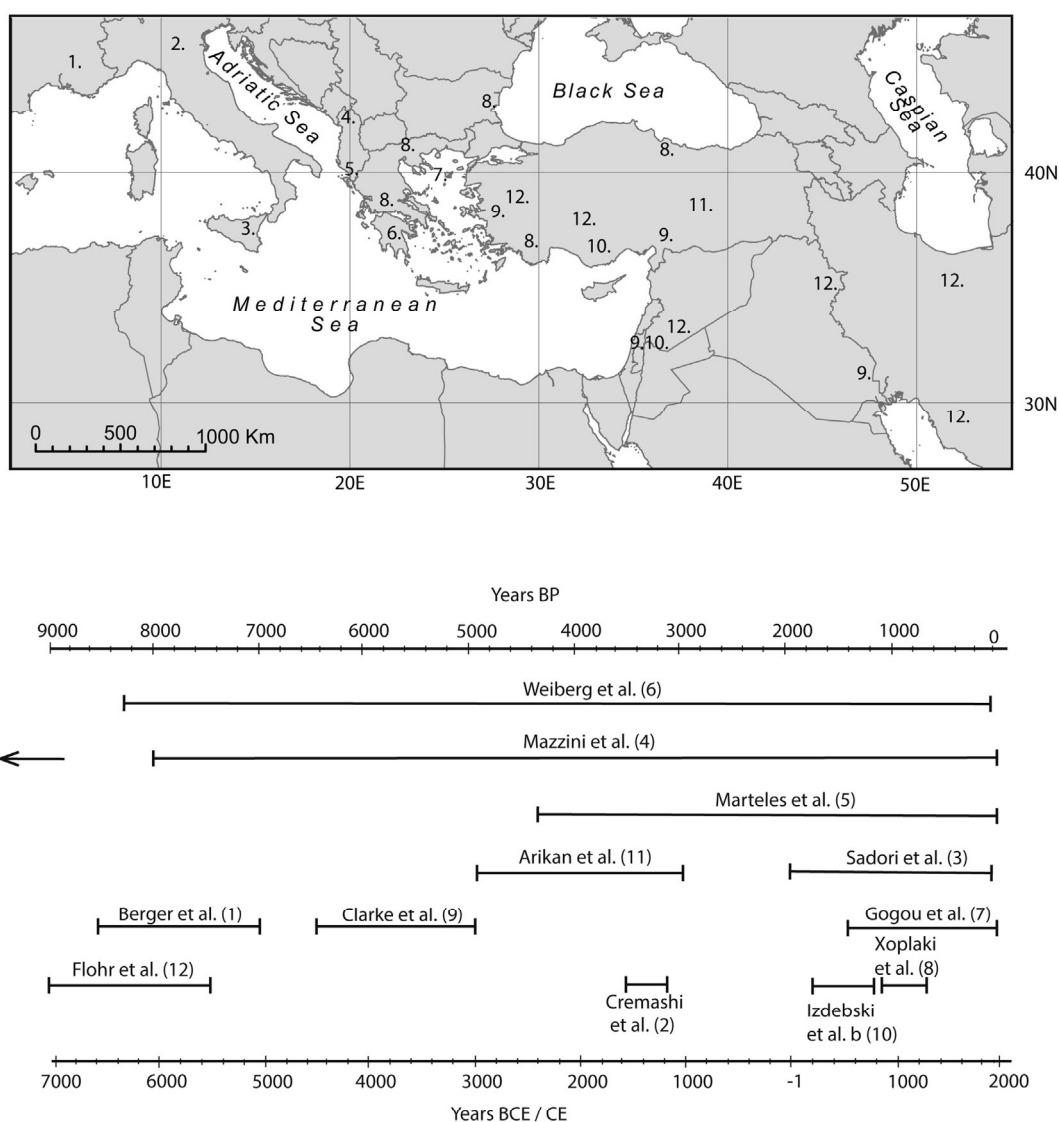 1.
2.
Adriatic Sea
4.
5.
3.
8.
8.
7.
8.
6.
Black Sea
8.
Caspian
Sea
12.
9.
12.
11.
8.
10.
9.
Mediterranean
Sea
12.
9.10.
12.
9.
12.
12.
40N
30N
0 500 1000 Km
10E 20E 30E 40E 50E
Years BP
9000 8000 7000 6000 5000 4000 3000 2000 1000 0
Weiberg et al. (6)
Mazzini et al. (4)
Marteles et al. (5)
Arikan et al. (11) Sadori et al. (3)
Berger et al. (1) Clarke et al. (9) Gogou et al. (7)
Flohr et al. (12)
Xoplaki
et al. (8)
Cremashi
et al. (2)
Izdebski
et al. b (10)
7000 6000 5000 4000 3000 2000 1000 -1 1000 2000
Years BCE / CE